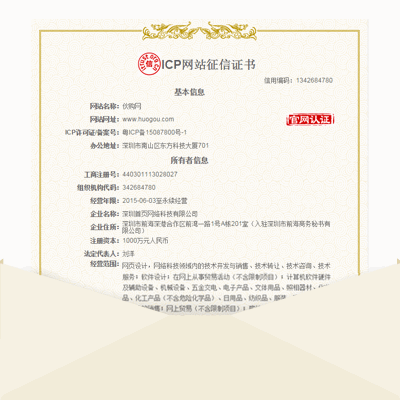 ICP网站征信证书
信用编码：1342684780
基本信息
网站名称：伙购网
网站网址：www.huogou.com
官网认证
ICP许可证/备案号：粤ICP备15087800号-1
办公地址：深圳市南山区东方科技大厦701
所有者信息
工商注册号：440301113028027
组织机构代码：342684780
经营年限：2015-06-03至永续经营
企业名称：深圳首页网络科技有限公司
企业住所：深圳市前海深港合作区前湾一路1号A栋201室（入驻深圳市前海商务秘书有
限公司）
注册资本：1000万元人民币
法定代表人：刘泽
经营范围：网页设计，网络科技领域内的技术开发与销售、技术转让、技术咨询、技术
服务；软件设计；在网上从事贸易活动（不含限制项目）；计算机软件硬件
及辅助设备、机械设备、五金交电、电子产品、文体用品、照相器材、化
品、化工产品（不含危险化学品）、日用品、纺织品、服装
销售；网上贸易（不含限制项目）；